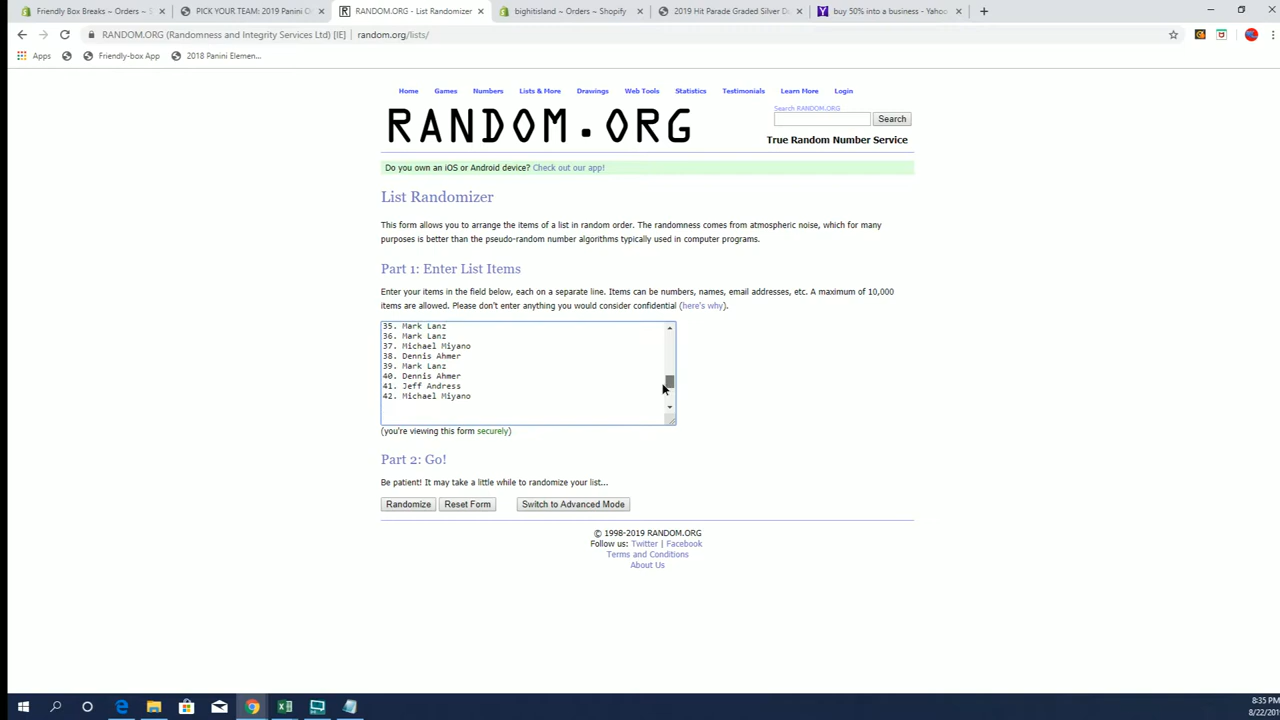 Friendly Box Breaks ~ Orders ~ S
PICK YOUR TEAM: 2019 Panini O
RANDOM.ORG - List Randomizer
bighitisland ~ Orders ~ Shopify
2019 Hit Parade Graded Silver D
buy 50% into a business - Yahoo
RANDOM.ORG (Randomness and Integrity Services Ltd) [IE] | random.org/lists/
Apps
Friendly-box App
2018 Panini Elemen...
Home Games Numbers Lists & More Drawings Web Tools Statistics Testimonials Learn More Login
RANDOM.ORG
Search RANDOM.ORG
Search
True Random Number Service
Do you own an iOS or Android device? Check out our app!
List Randomizer
This form allows you to arrange the items of a list in random order. The randomness comes from atmospheric noise, which for many
purposes is better than the pseudo-random number algorithms typically used in computer programs.
Part 1: Enter List Items
Enter your items in the field below, each on a separate line. Items can be numbers, names, email addresses, etc. A maximum of 10,000
items are allowed. Please don't enter anything you would consider confidential (here's why).
35. Mark Lanz
36. Mark Lanz
37. Michael Miyano
38. Dennis Ahmer
39. Mark Lanz
40. Dennis Ahmer
41. Jeff Andress
42. Michael Miyano
(you're viewing this form securely)
Part 2: Go!
Be patient! It may take a little while to randomize your list...
Randomize Reset Form Switch to Advanced Mode
© 1998-2019 RANDOM.ORG
Follow us: Twitter | Facebook
Terms and Conditions
About Us
8:35 PM
8/22/201